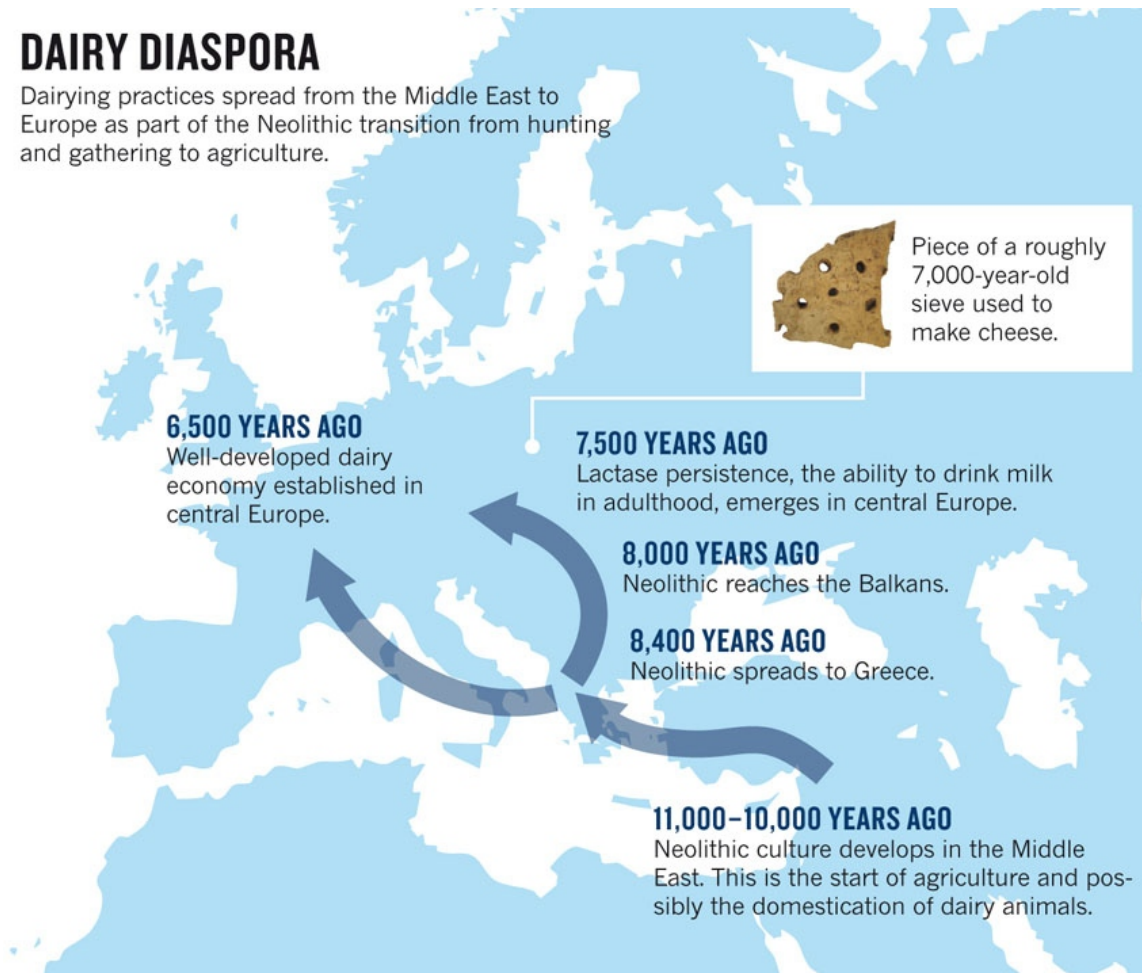 DAIRY DIASPORA
Dairying practices spread from the Middle East to
Europe as part of the Neolithic transition from hunting
and gathering to agriculture.
Piece of a roughly
7,000-year-old
sieve used to
make cheese.
6,500 YEARS AGO
Well-developed dairy
economy established in
central Europe.
7,500 YEARS AGO
Lactase persistence, the ability to drink milk
in adulthood, emerges in central Europe.
8,000 YEARS AGO
Neolithic reaches the Balkans.
8,400 YEARS AGO
Neolithic spreads to Greece.
11,000–10,000 YEARS AGO
Neolithic culture develops in the Middle
East. This is the start of agriculture and pos-
sibly the domestication of dairy animals.